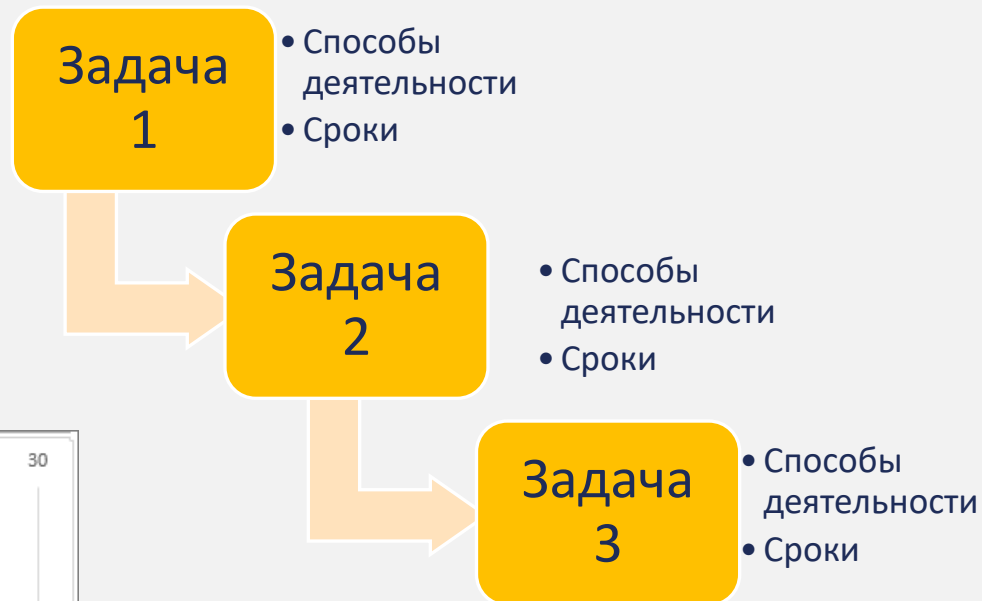 Задача
1
• Способы
деятельности
• Сроки
Задача
2
• Способы
деятельности
• Сроки
30
Задача
3
• Способы
деятельности
• Сроки